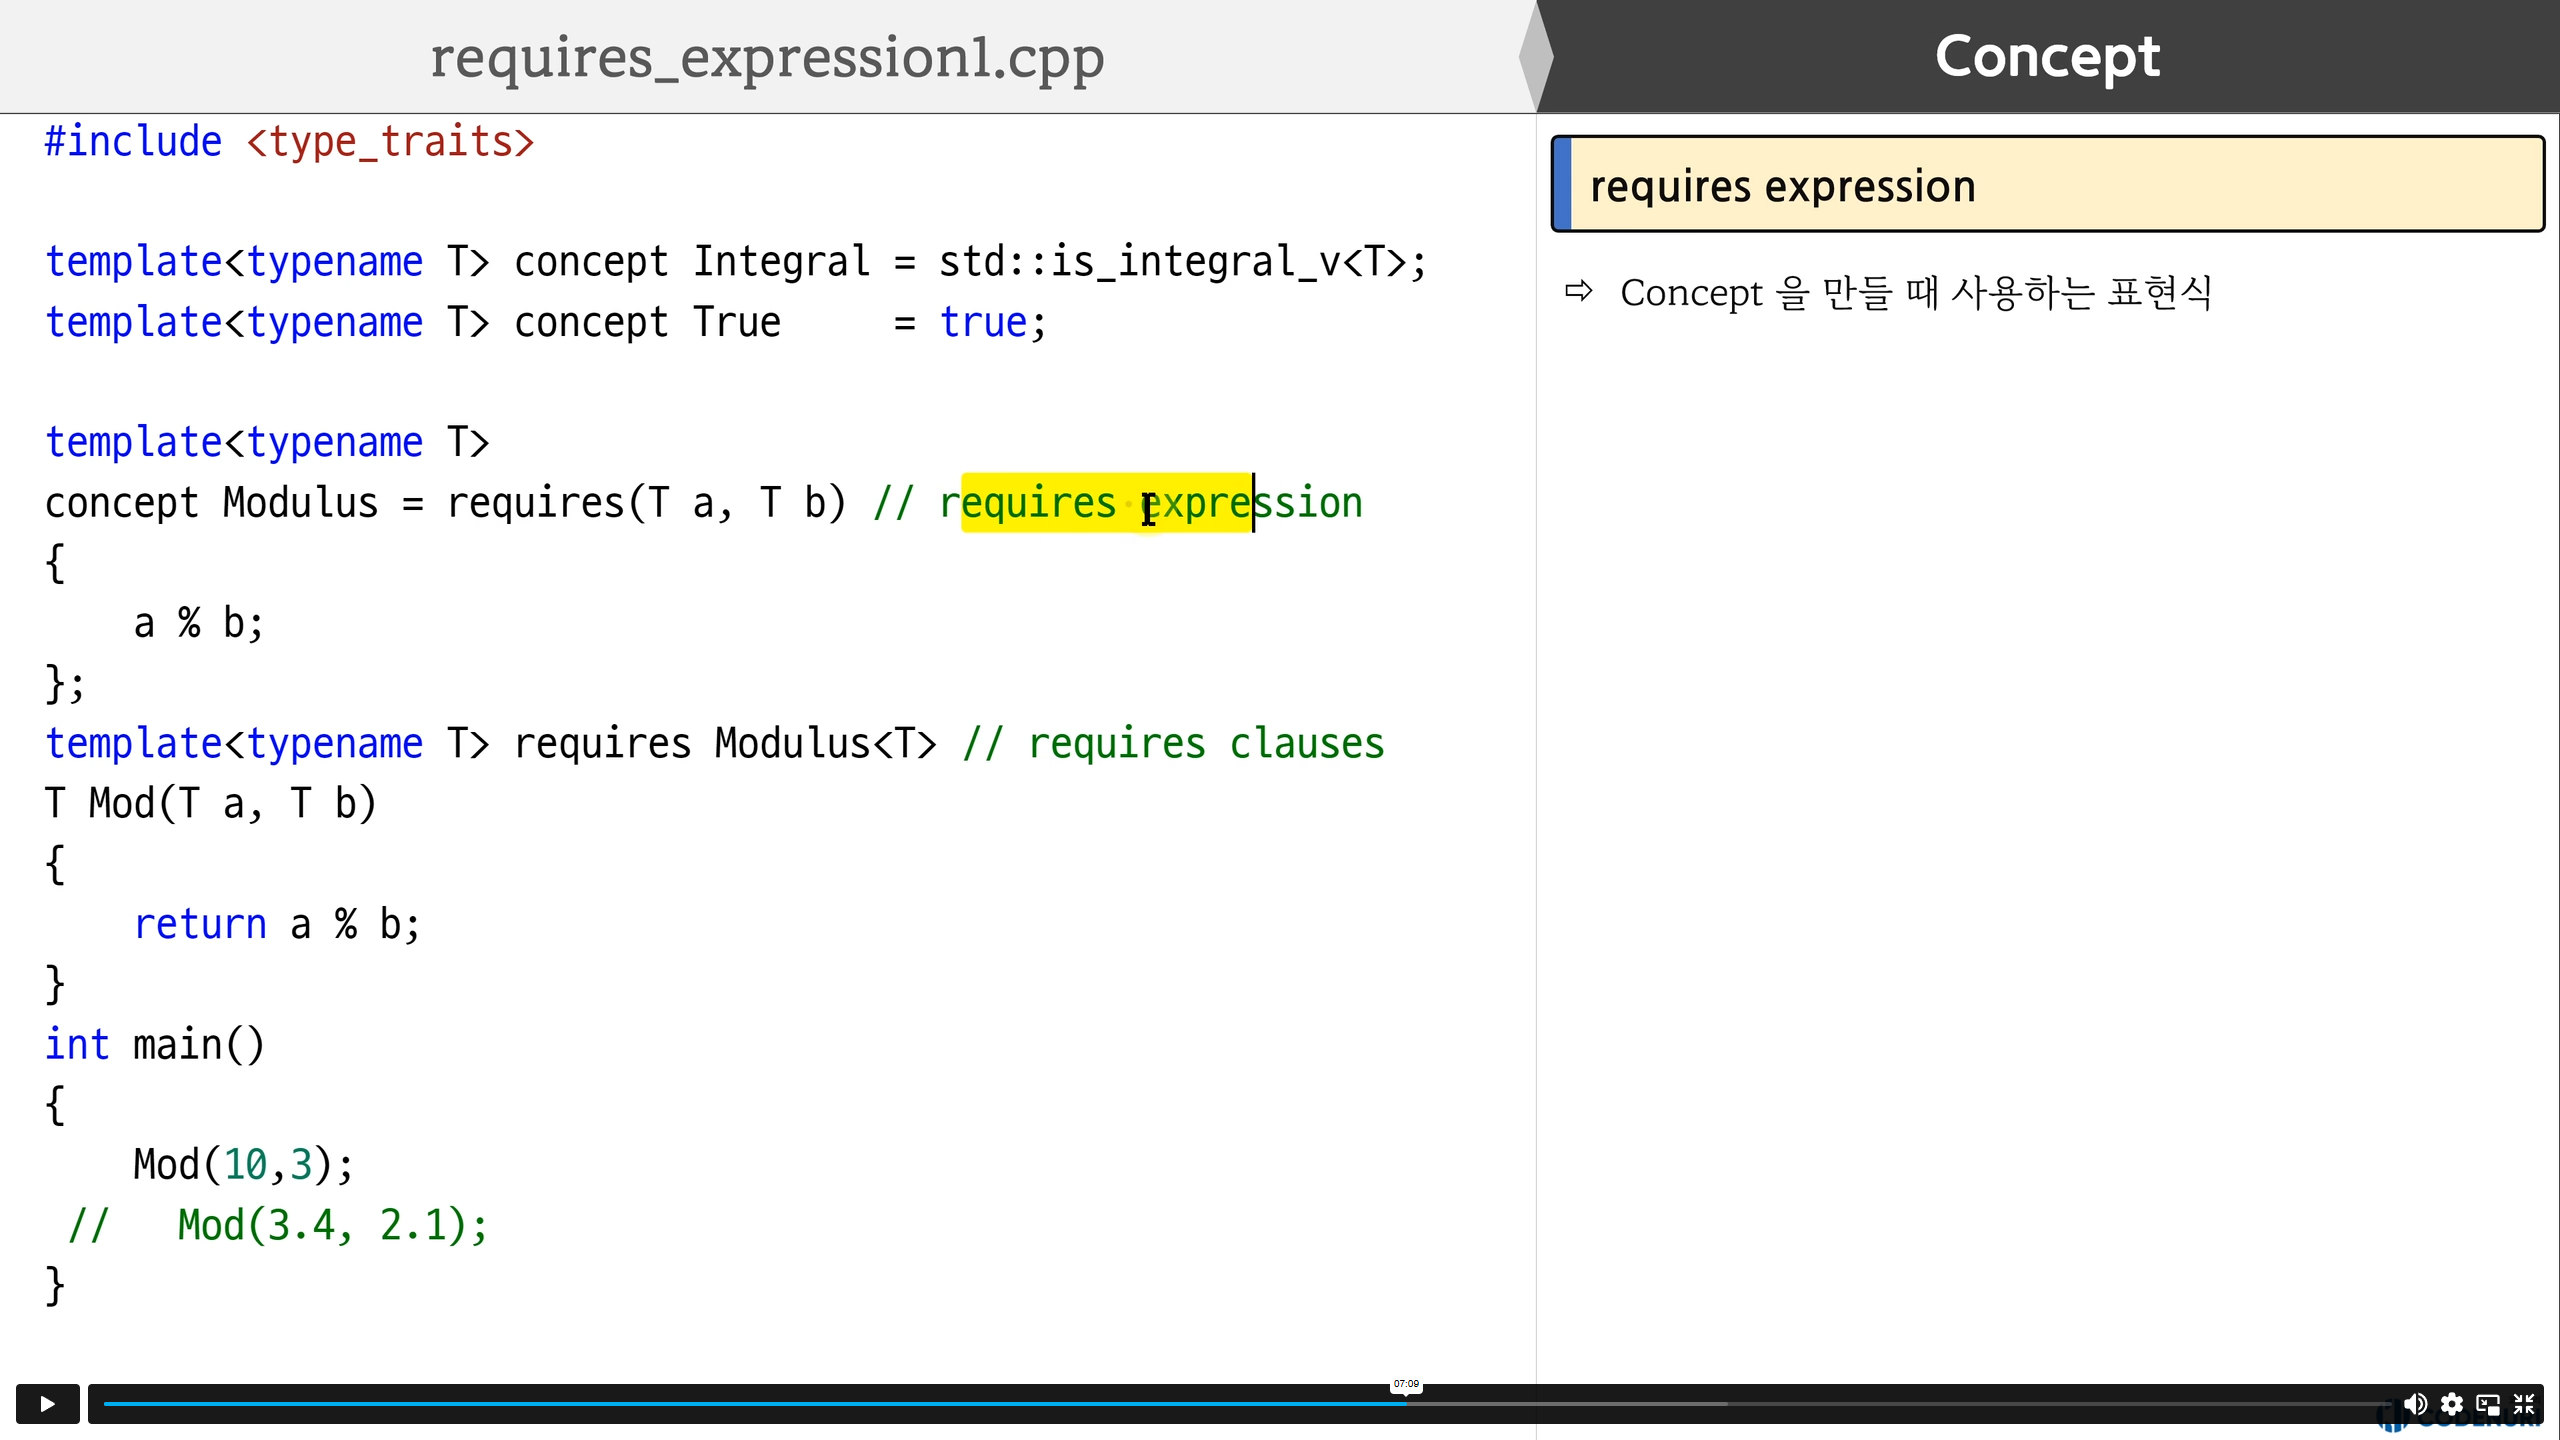 requires_expression1.cpp
Concept
#include <type_traits>
template<typename T> concept Integral = std::is_integral_v<T>;
template<typename T> concept True     = true;
template<typename T>
concept Modulus = requires(T a, T b) // requires expression
{
    a % b;
};
template<typename T> requires Modulus<T> // requires clauses
T Mod(T a, T b)
{
    return a % b;
}
int main()
{
    Mod(10,3);
 //   Mod(3.4, 2.1);
}
requires expression
⇨ Concept 을 만들 때 사용하는 표현식
07:09
CODENURI